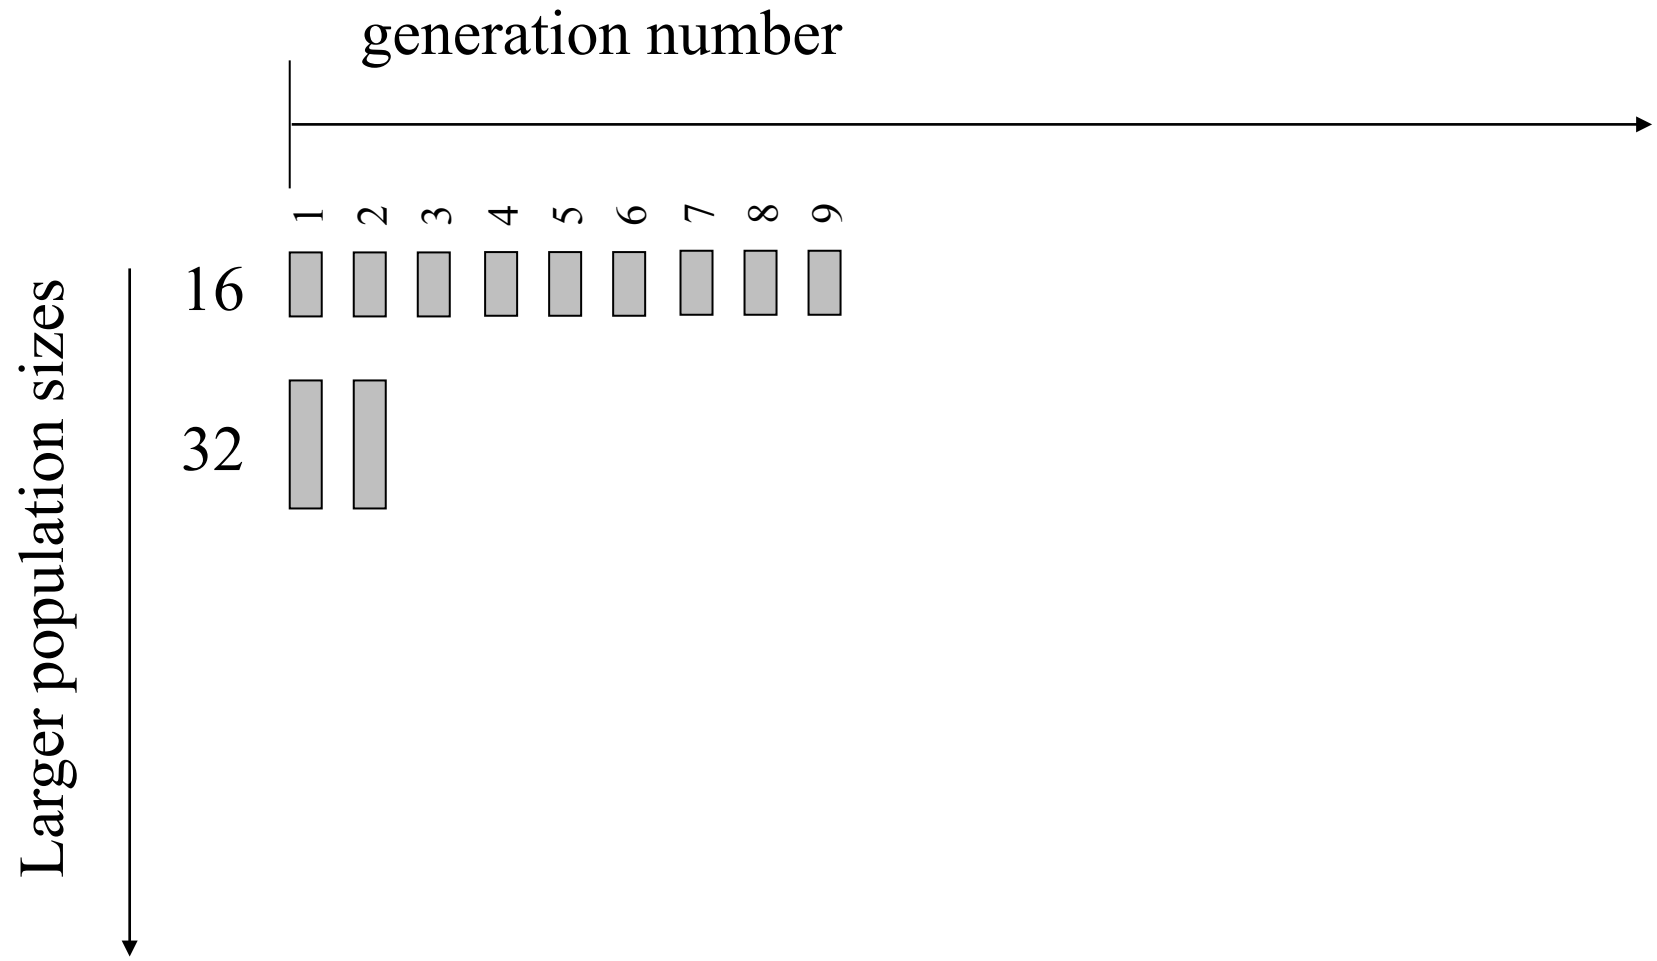 generation number
1 2 3 4 5 6 7 8 9
16
32
Larger population sizes